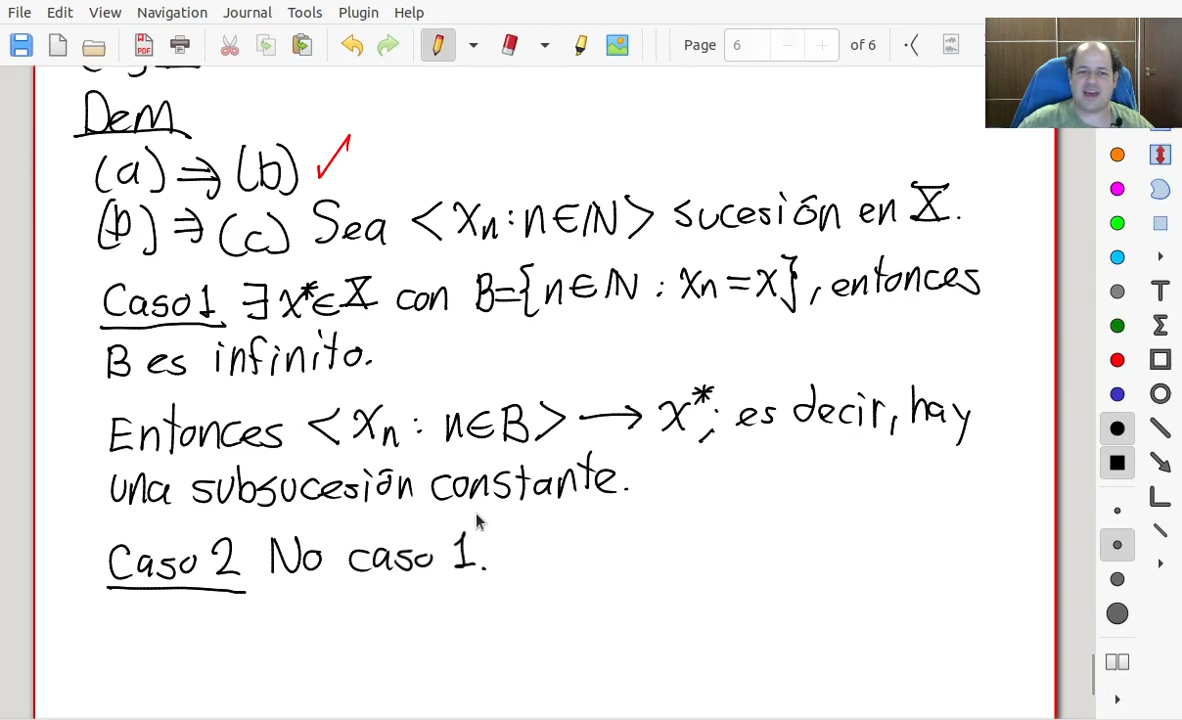 File Edit View Navigation Journal Tools Plugin Help
Page 6 of 6
Dem
(a) ⇒ (b) ✓
(b) ⇒ (c) Sea <xn : n∈ℕ> sucesión en X.
Caso 1 ∃ x*∈X con B={n∈ℕ : xn = x}, entonces
B es infinito.
Entonces <xn : n∈B> → x*; es decir, hay
una subsucesión constante.
Caso 2 No caso 1.